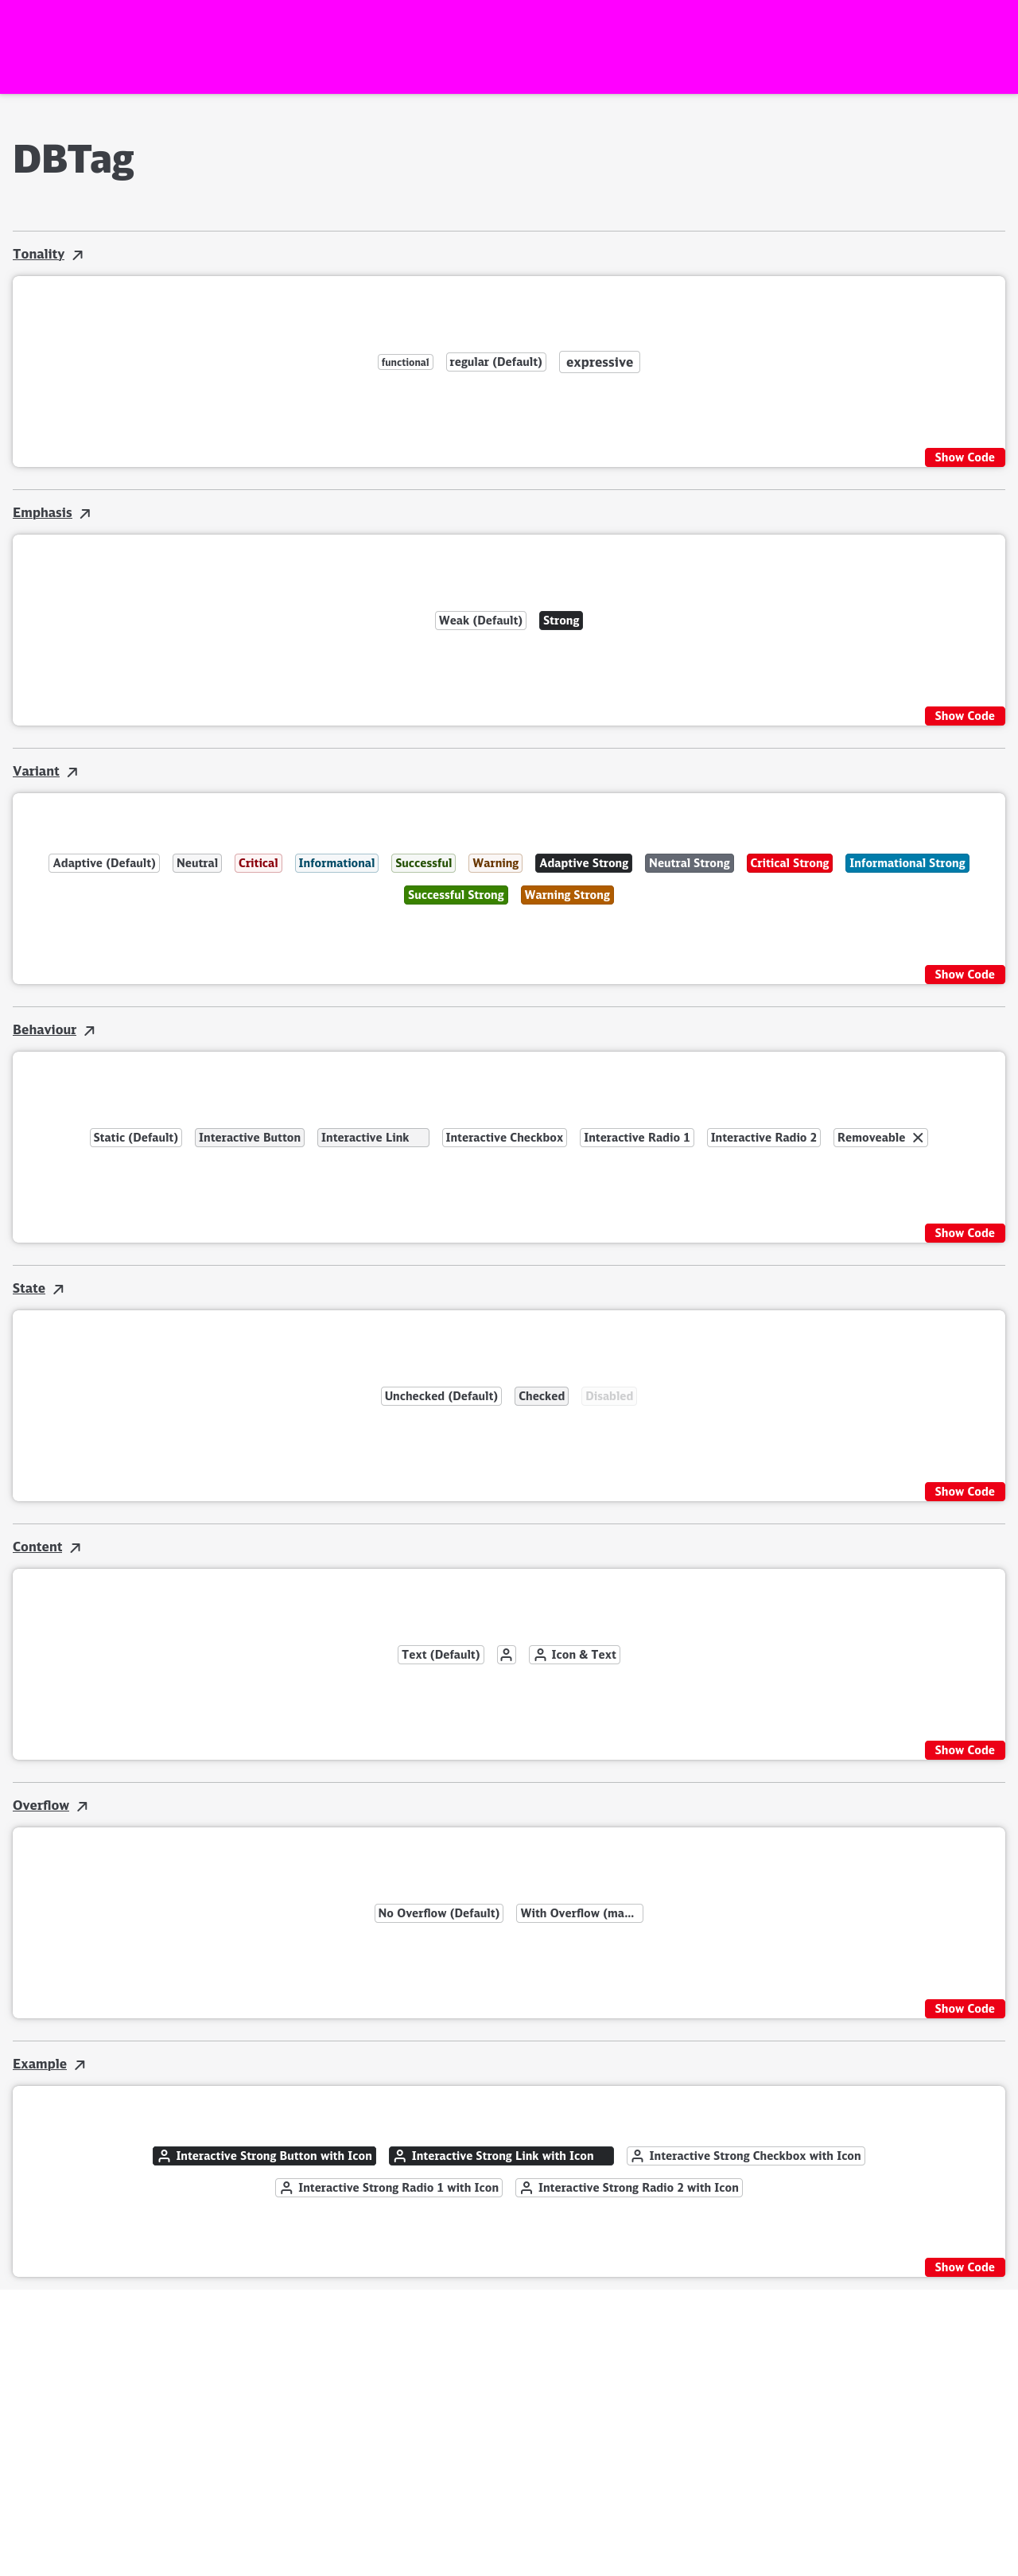 DBTag
Tonality
functional regular (Default) expressive
Show Code
Emphasis
Weak (Default) Strong
Show Code
Variant
Adaptive (Default) Neutral Critical Informational Successful Warning Adaptive Strong Neutral Strong Critical Strong Informational Strong
Successful Strong Warning Strong
Show Code
Behaviour
Static (Default) Interactive Button Interactive Link Interactive Checkbox Interactive Radio 1 Interactive Radio 2 Removeable
Show Code
State
Unchecked (Default) Checked Disabled
Show Code
Content
Text (Default) Icon & Text
Show Code
Overflow
No Overflow (Default) With Overflow (ma...
Show Code
Example
Interactive Strong Button with Icon Interactive Strong Link with Icon Interactive Strong Checkbox with Icon
Interactive Strong Radio 1 with Icon Interactive Strong Radio 2 with Icon
Show Code